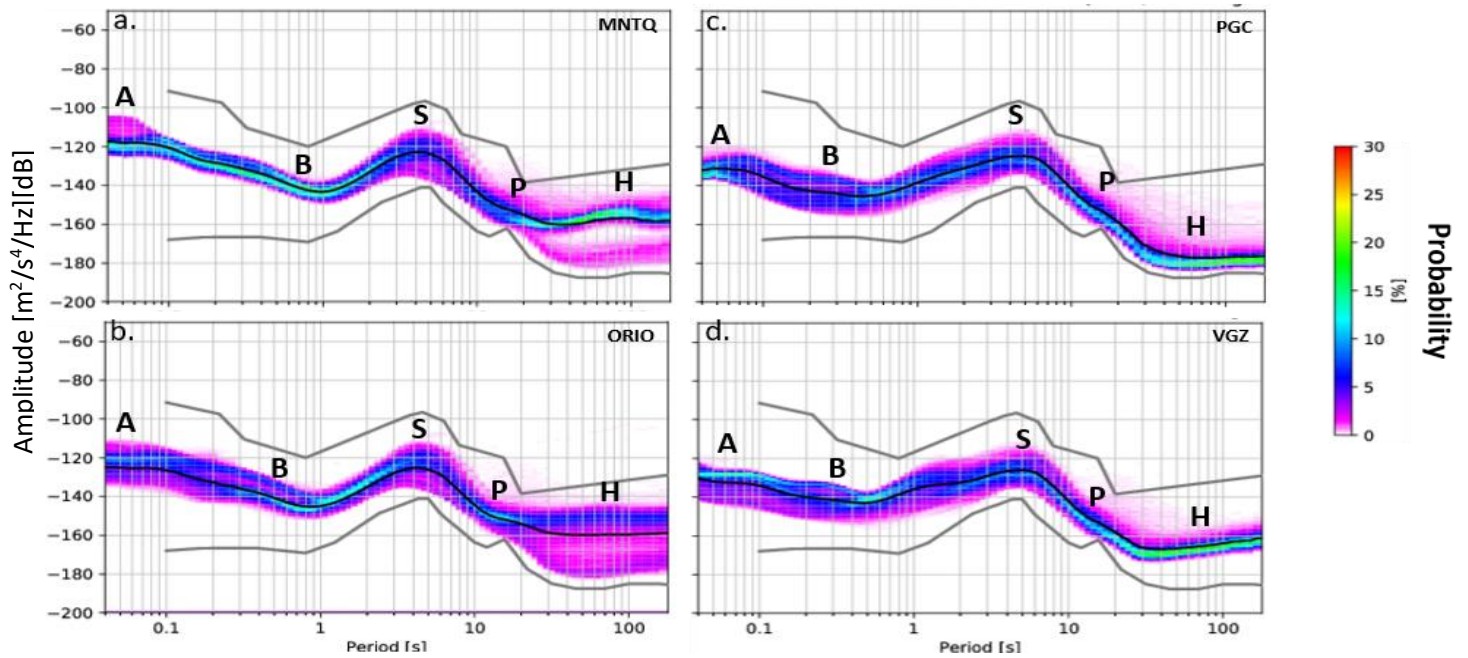 a.
MNTQ
−60
−80
−100
−120
−140
−160
−180
−200
A
B
S
P
H
c.
PGC
A
B
S
P
H
b.
ORIO
−60
−80
−100
−120
−140
−160
−180
−200
A
B
S
P
H
0.1
1
10
100
Period [s]
d.
VGZ
A
B
S
P
H
0.1
1
10
100
Period [s]
Amplitude [m²/s⁴/Hz][dB]
30
25
20
15
10
5
0
[%]
Probability